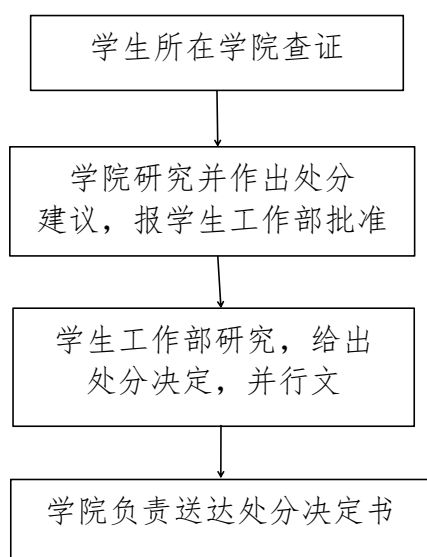 学生所在学院查证
学院研究并作出处分
建议，报学生工作部批准
学生工作部研究，给出
处分决定，并行文
学院负责送达处分决定书